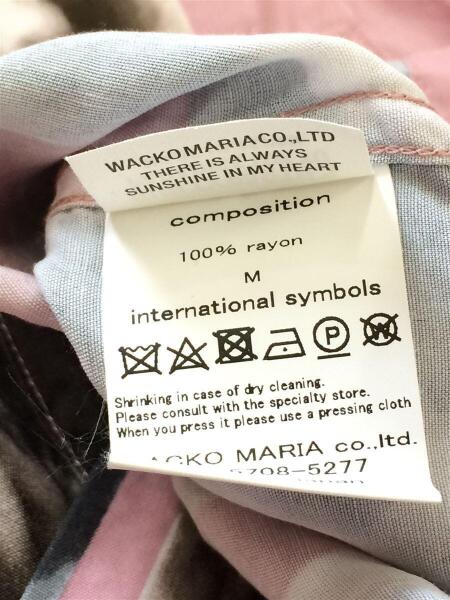 WACKO MARIA CO.,LTD
THERE IS ALWAYS
SUNSHINE IN MY HEART
composition
100% rayon
M
international symbols
P W
Shrinking in case of dry cleaning.
Please consult with the specialty store.
When you press it please use a pressing cloth
ACKO MARIA co.,ltd.
5708-5277